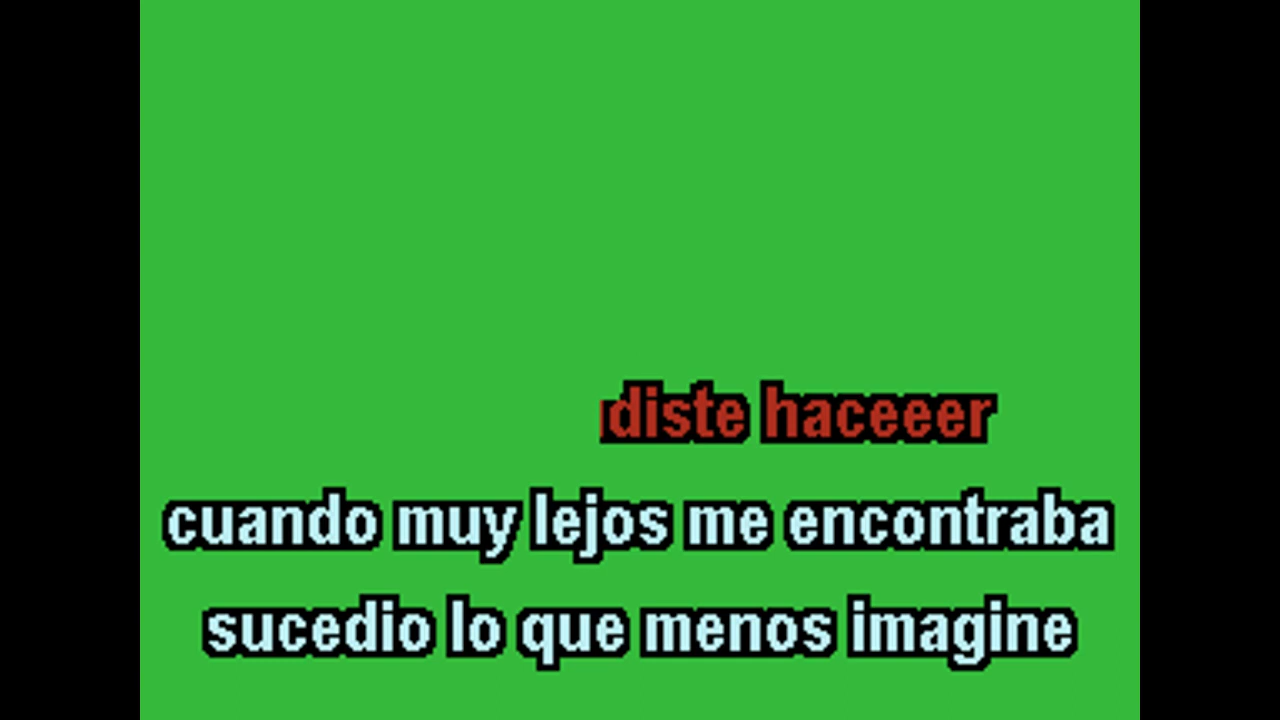 diste haceeer
cuando muy lejos me encontraba
sucedio lo que menos imagine